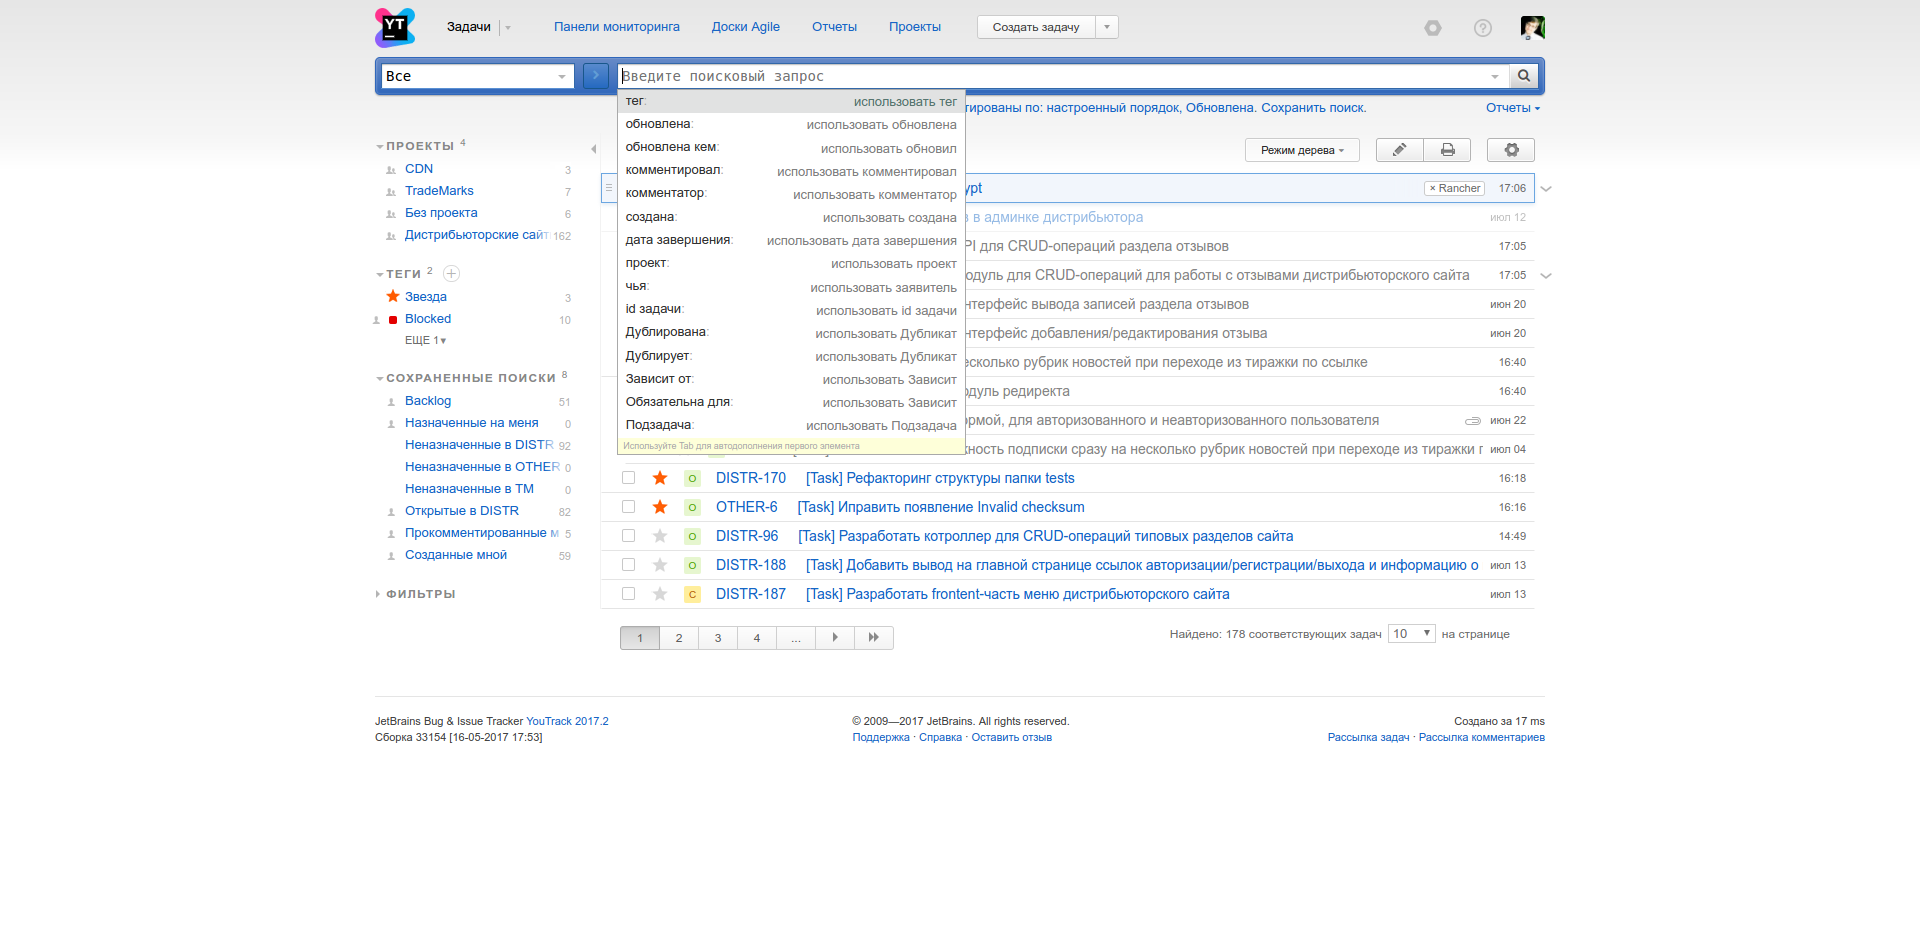 YT
Задачи
Панели мониторинга
Доски Agile
Отчеты
Проекты
Создать задачу
Все
Введите поисковый запрос
тег: использовать тег
обновлена: использовать обновлена
обновлена кем: использовать обновил
комментировал: использовать комментировал
комментатор: использовать комментатор
создана: использовать создана
дата завершения: использовать дата завершения
проект: использовать проект
чья: использовать заявитель
id задачи: использовать id задачи
Дублирована: использовать Дубликат
Дублирует: использовать Дубликат
Зависит от: использовать Зависит
Обязательна для: использовать Зависит
Подзадача: использовать Подзадача
Используйте Tab для автодополнения первого элемента
тированы по: настроенный порядок, Обновлена. Сохранить поиск.
Отчеты
ПРОЕКТЫ 4
CDN 3
TradeMarks 7
Без проекта 6
Дистрибьюторские сайт 162
ТЕГИ 2
Звезда 3
Blocked 10
ЕЩЕ 1
СОХРАНЕННЫЕ ПОИСКИ 8
Backlog 51
Назначенные на меня 0
Неназначенные в DISTR 92
Неназначенные в OTHER 0
Неназначенные в TM 0
Открытые в DISTR 82
Прокомментированные м 5
Созданные мной 59
ФИЛЬТРЫ
Режим дерева
ypt × Rancher 17:06
в админке дистрибьютора июл 12
PI для CRUD-операций раздела отзывов 17:05
одуль для CRUD-операций для работы с отзывами дистрибьюторского сайта 17:05
нтерфейс вывода записей раздела отзывов июн 20
нтерфейс добавления/редактирования отзыва июн 20
есколько рубрик новостей при переходе из тиражки по ссылке 16:40
одуль редиректа 16:40
ормой, для авторизованного и неавторизованного пользователя июн 22
жность подписки сразу на несколько рубрик новостей при переходе из тиражки г июл 04
O DISTR-170 [Task] Рефакторинг структуры папки tests 16:18
O OTHER-6 [Task] Иправить появление Invalid checksum 16:16
O DISTR-96 [Task] Разработать котроллер для CRUD-операций типовых разделов сайта 14:49
O DISTR-188 [Task] Добавить вывод на главной странице ссылок авторизации/регистрации/выхода и информацию о июл 13
C DISTR-187 [Task] Разработать frontent-часть меню дистрибьюторского сайта июл 13
1 2 3 4 ...
Найдено: 178 соответствующих задач 10 на странице
JetBrains Bug & Issue Tracker YouTrack 2017.2
Сборка 33154 [16-05-2017 17:53]
© 2009—2017 JetBrains. All rights reserved.
Поддержка · Справка · Оставить отзыв
Создано за 17 ms
Рассылка задач · Рассылка комментариев